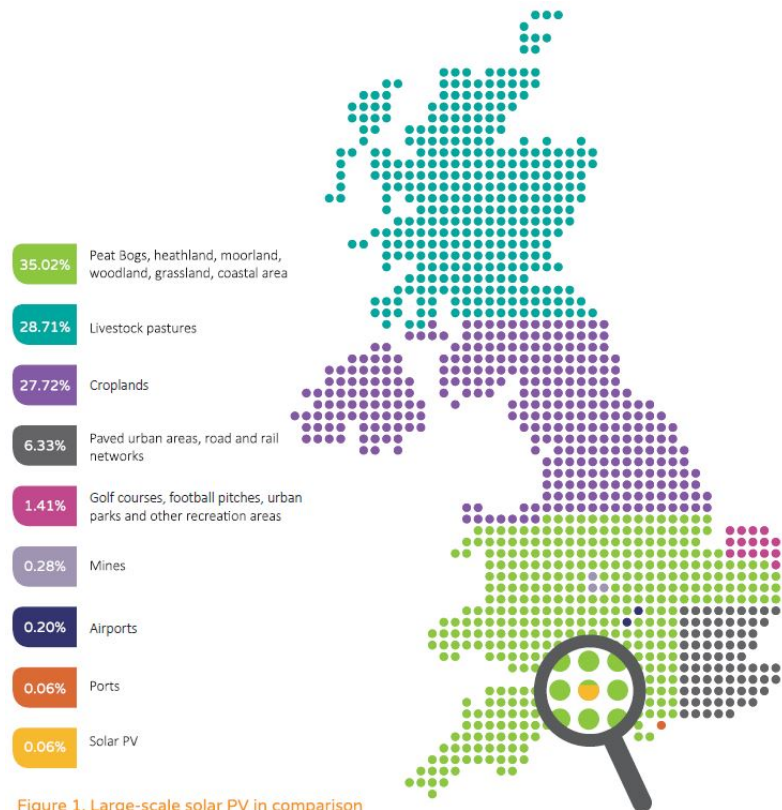 35.02%
Peat Bogs, heathland, moorland,
woodland, grassland, coastal area
28.71%
Livestock pastures
27.72%
Croplands
6.33%
Paved urban areas, road and rail
networks
1.41%
Golf courses, football pitches, urban
parks and other recreation areas
0.28%
Mines
0.20%
Airports
0.06%
Ports
0.06%
Solar PV
Figure 1. Large-scale solar PV in comparison